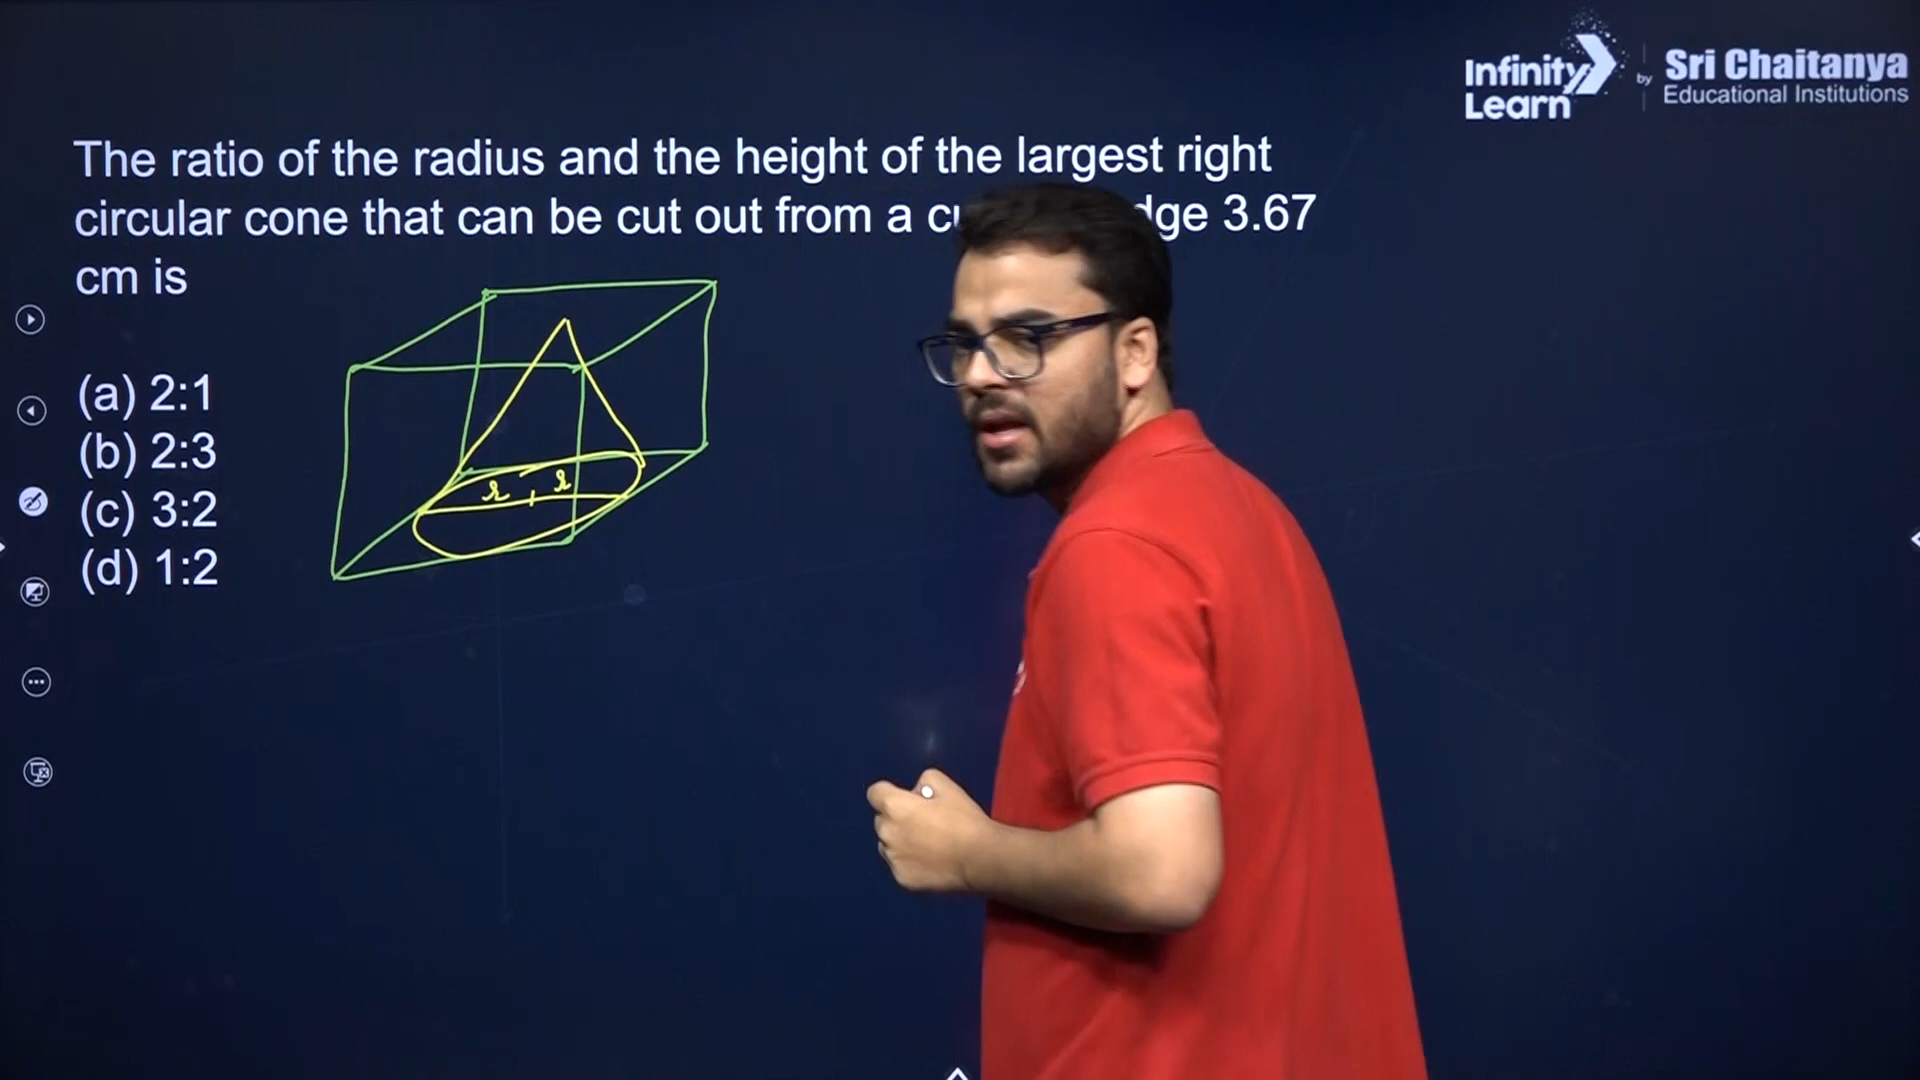 Infinity Learn by Sri Chaitanya Educational Institutions
The ratio of the radius and the height of the largest right
circular cone that can be cut out from a dge 3.67
cm is
(a) 2:1
(b) 2:3
(c) 3:2
(d) 1:2
r r